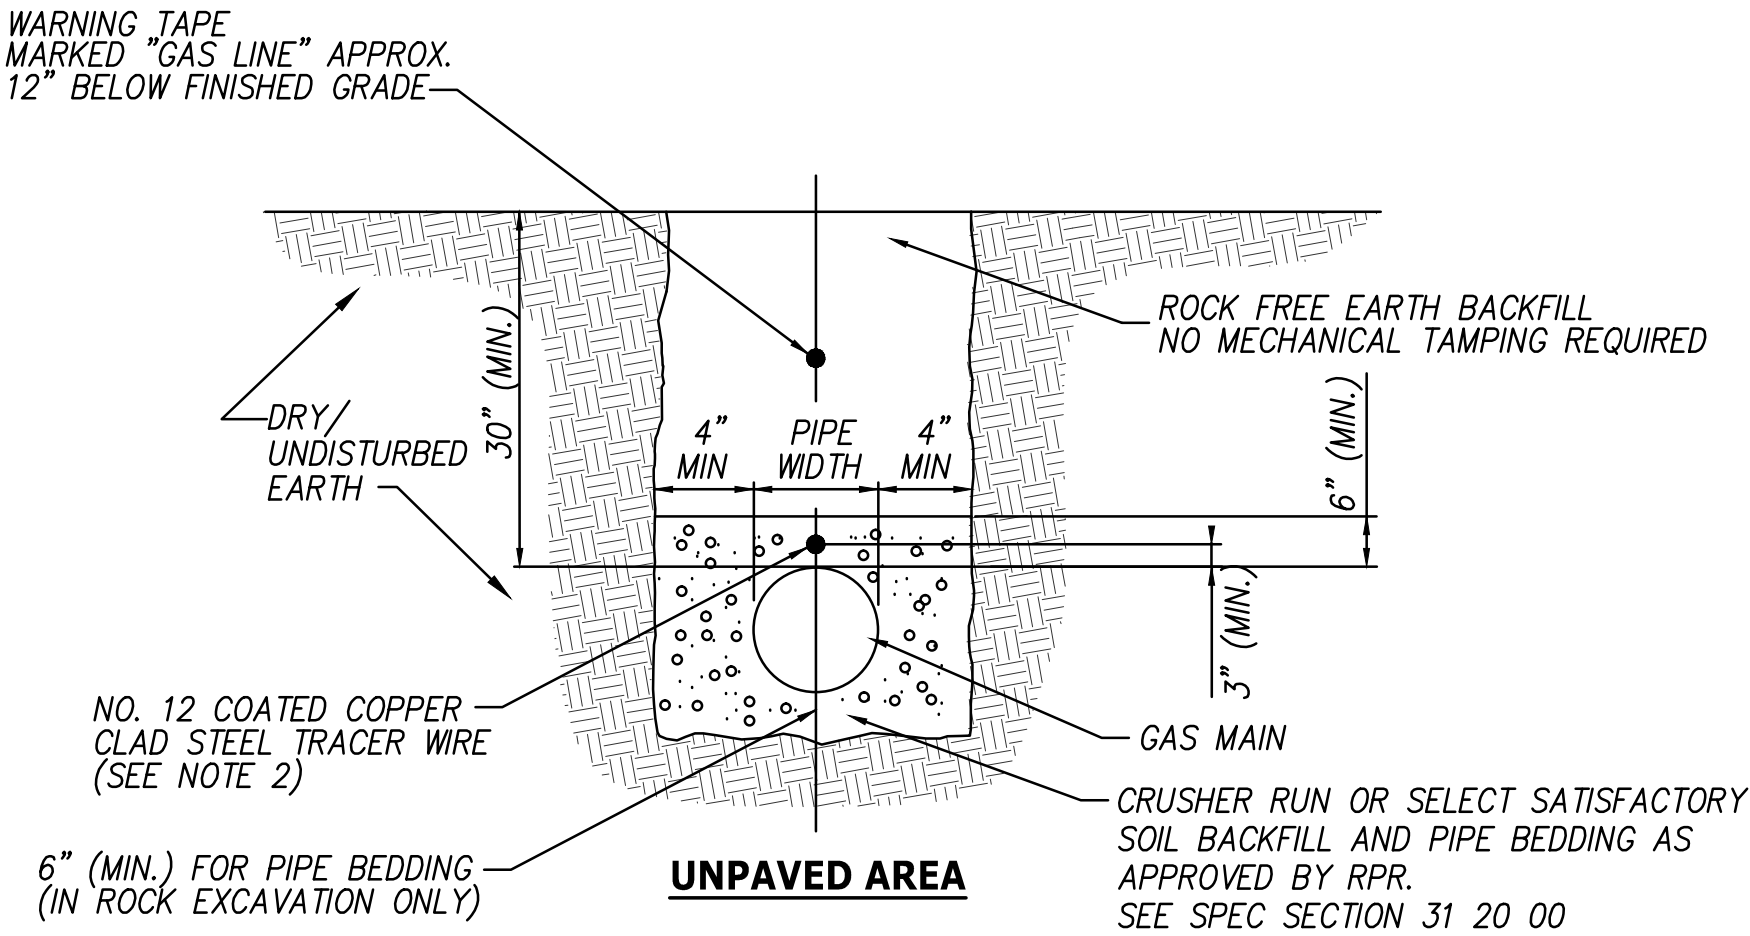 WARNING TAPE
MARKED "GAS LINE" APPROX.
12" BELOW FINISHED GRADE
ROCK FREE EARTH BACKFILL
NO MECHANICAL TAMPING REQUIRED
30" (MIN.)
DRY/
UNDISTURBED
EARTH
4"
MIN
PIPE
WIDTH
4"
MIN
6" (MIN.)
3" (MIN.)
NO. 12 COATED COPPER
CLAD STEEL TRACER WIRE
(SEE NOTE 2)
GAS MAIN
CRUSHER RUN OR SELECT SATISFACTORY
SOIL BACKFILL AND PIPE BEDDING AS
APPROVED BY RPR.
SEE SPEC SECTION 31 20 00
6" (MIN.) FOR PIPE BEDDING
(IN ROCK EXCAVATION ONLY)
UNPAVED AREA